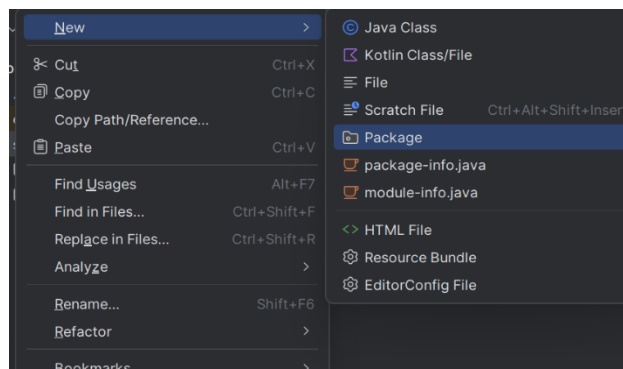 New
Cut Ctrl+X
Copy Ctrl+C
Copy Path/Reference...
Paste Ctrl+V
Find Usages Alt+F7
Find in Files... Ctrl+Shift+F
Replace in Files... Ctrl+Shift+R
Analyze
Rename... Shift+F6
Refactor
Bookmarks
Java Class
Kotlin Class/File
File
Scratch File Ctrl+Alt+Shift+Inser
Package
package-info.java
module-info.java
HTML File
Resource Bundle
EditorConfig File